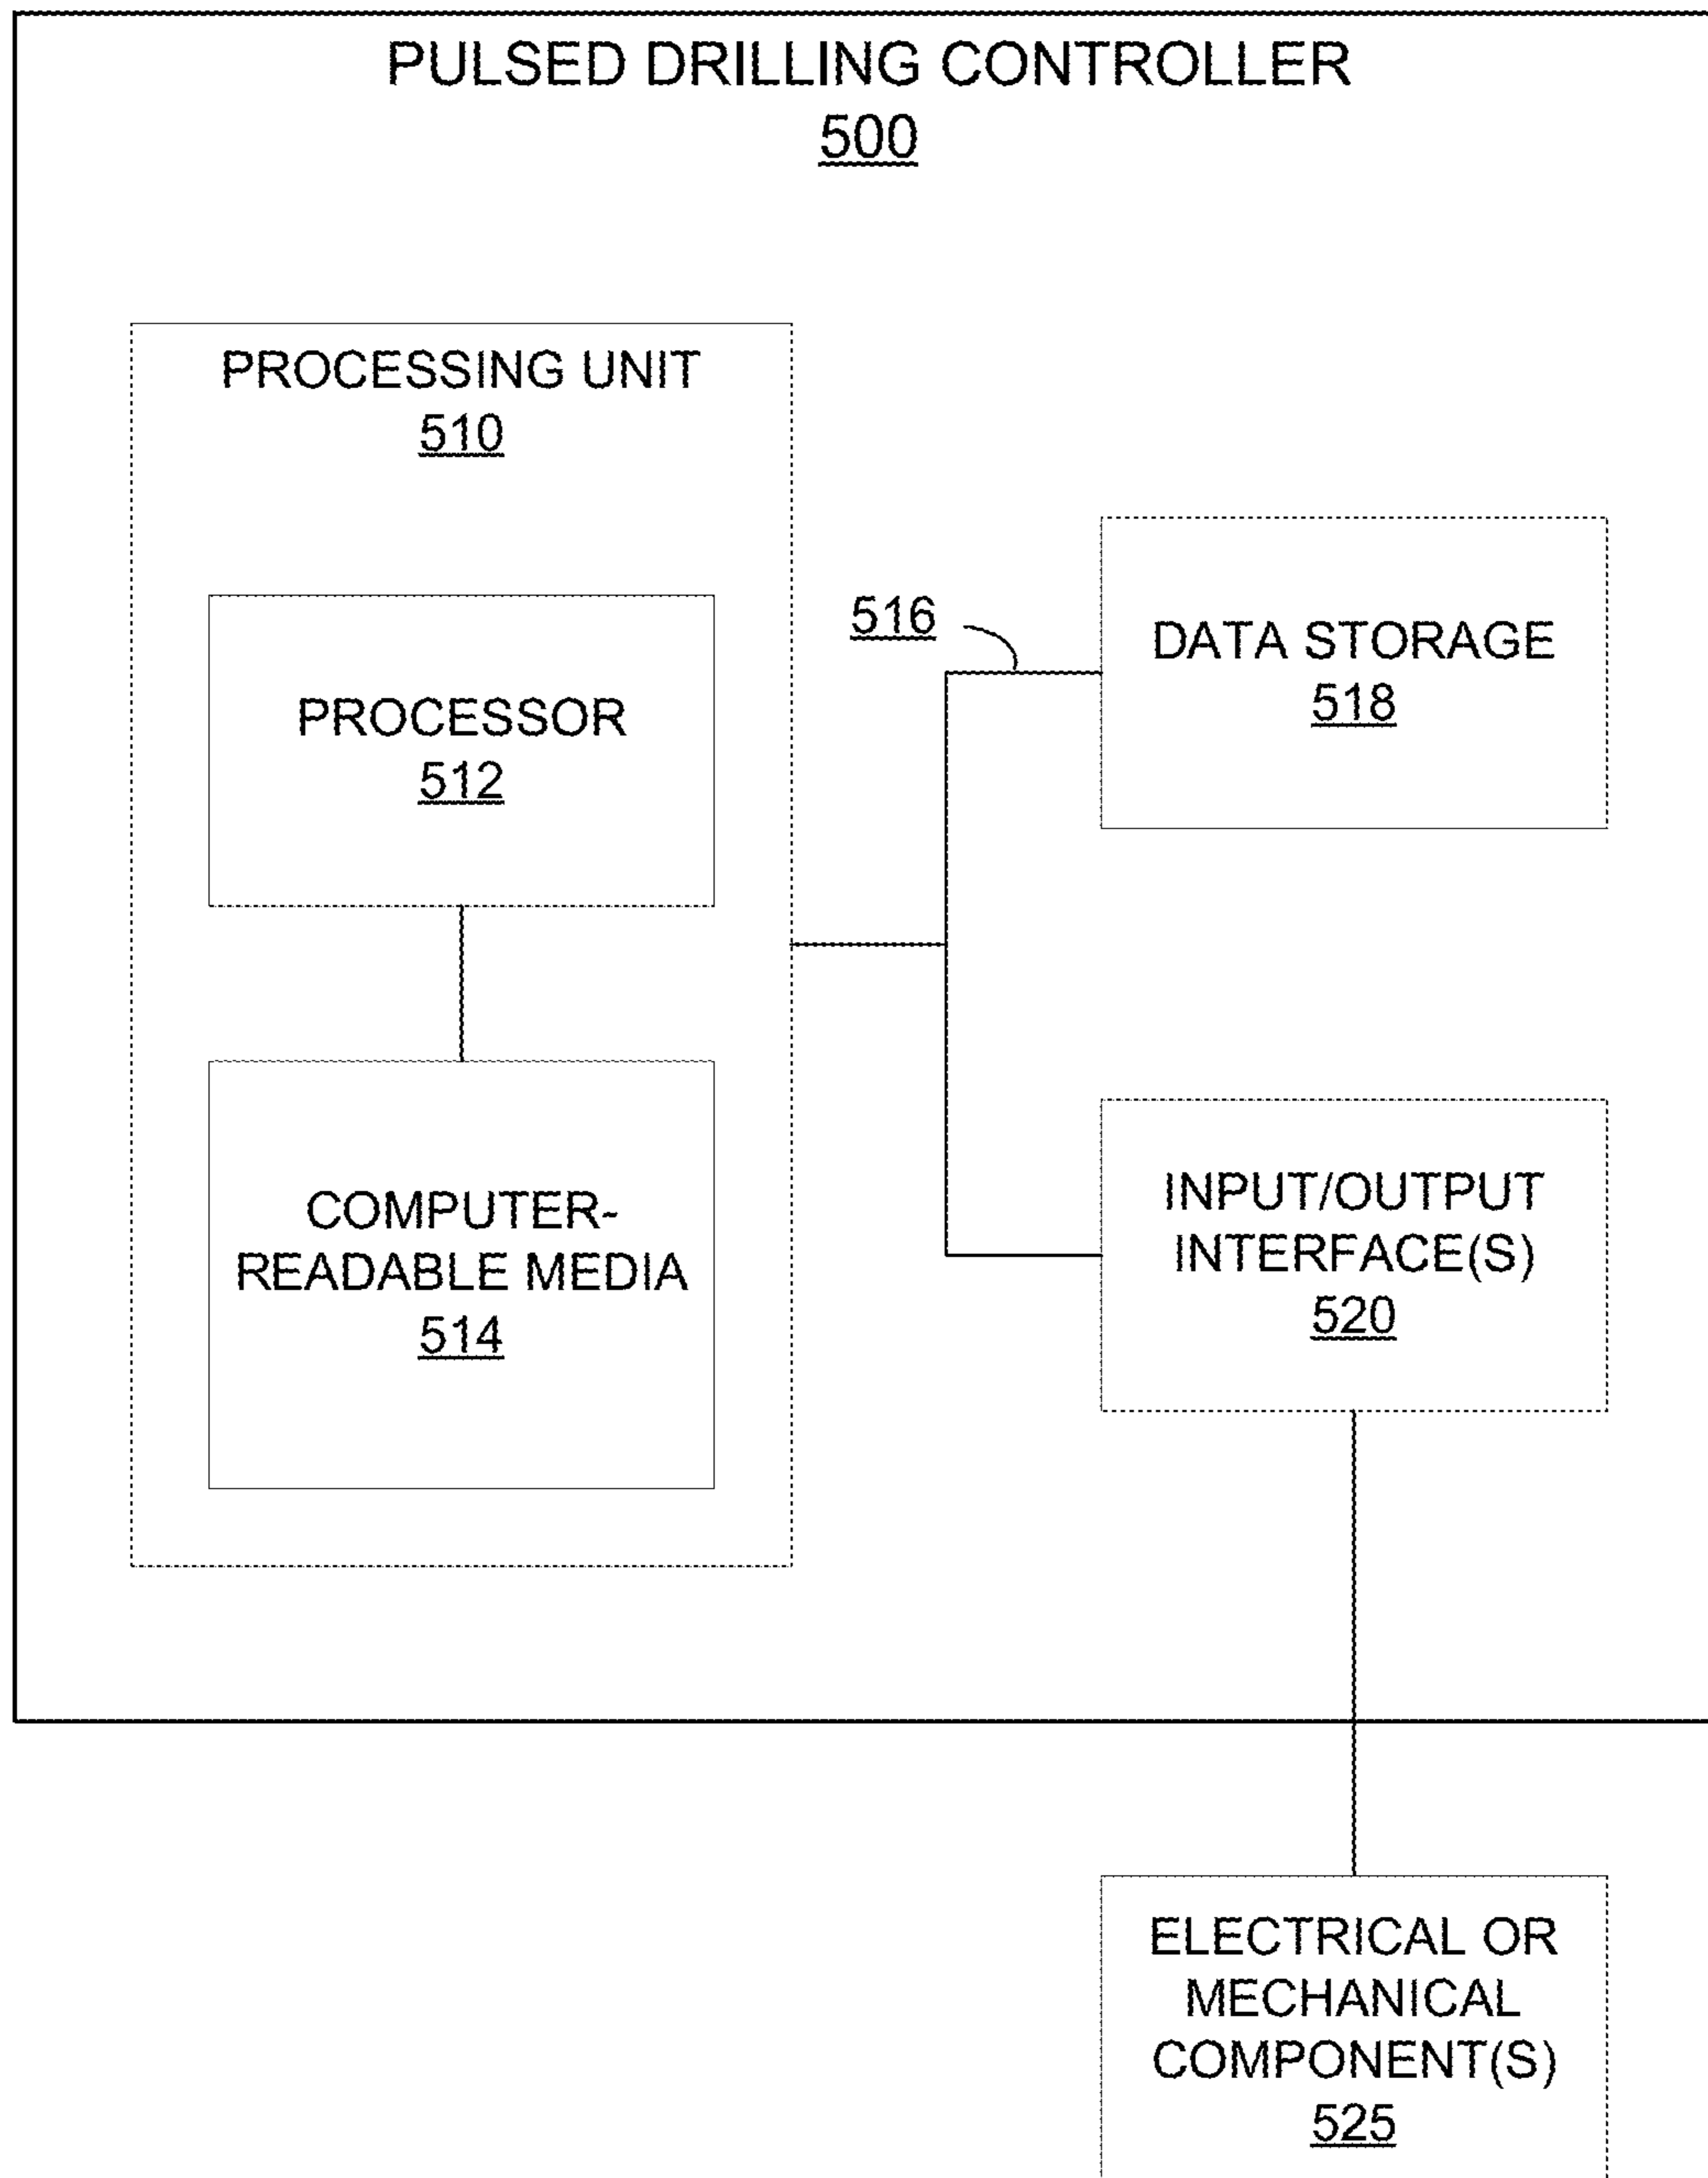 PULSED DRILLING CONTROLLER
500
PROCESSING UNIT
510
PROCESSOR
512
COMPUTER-
READABLE MEDIA
514
516
DATA STORAGE
518
INPUT/OUTPUT
INTERFACE(S)
520
ELECTRICAL OR
MECHANICAL
COMPONENT(S)
525